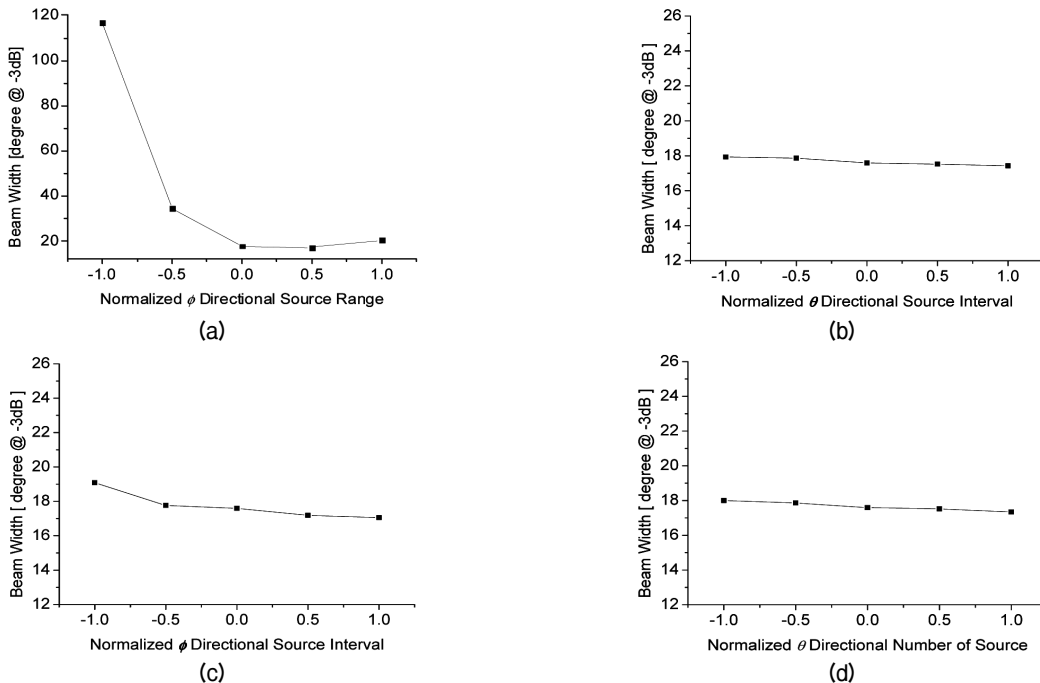 120
100
80
60
40
20
Beam Width [degree @ -3dB]
-1.0 -0.5 0.0 0.5 1.0
Normalized ϕ Directional Source Range
(a)
26
24
22
20
18
16
14
12
Beam Width [ degree @ -3dB ]
-1.0 -0.5 0.0 0.5 1.0
Normalized θ Directional Source Interval
(b)
26
24
22
20
18
16
14
12
Beam Width [ degree @ -3dB ]
-1.0 -0.5 0.0 0.5 1.0
Normalized ϕ Directional Source Interval
(c)
26
24
22
20
18
16
14
12
Beam Width [ degree @ -3dB ]
-1.0 -0.5 0.0 0.5 1.0
Normalized θ Directional Number of Source
(d)